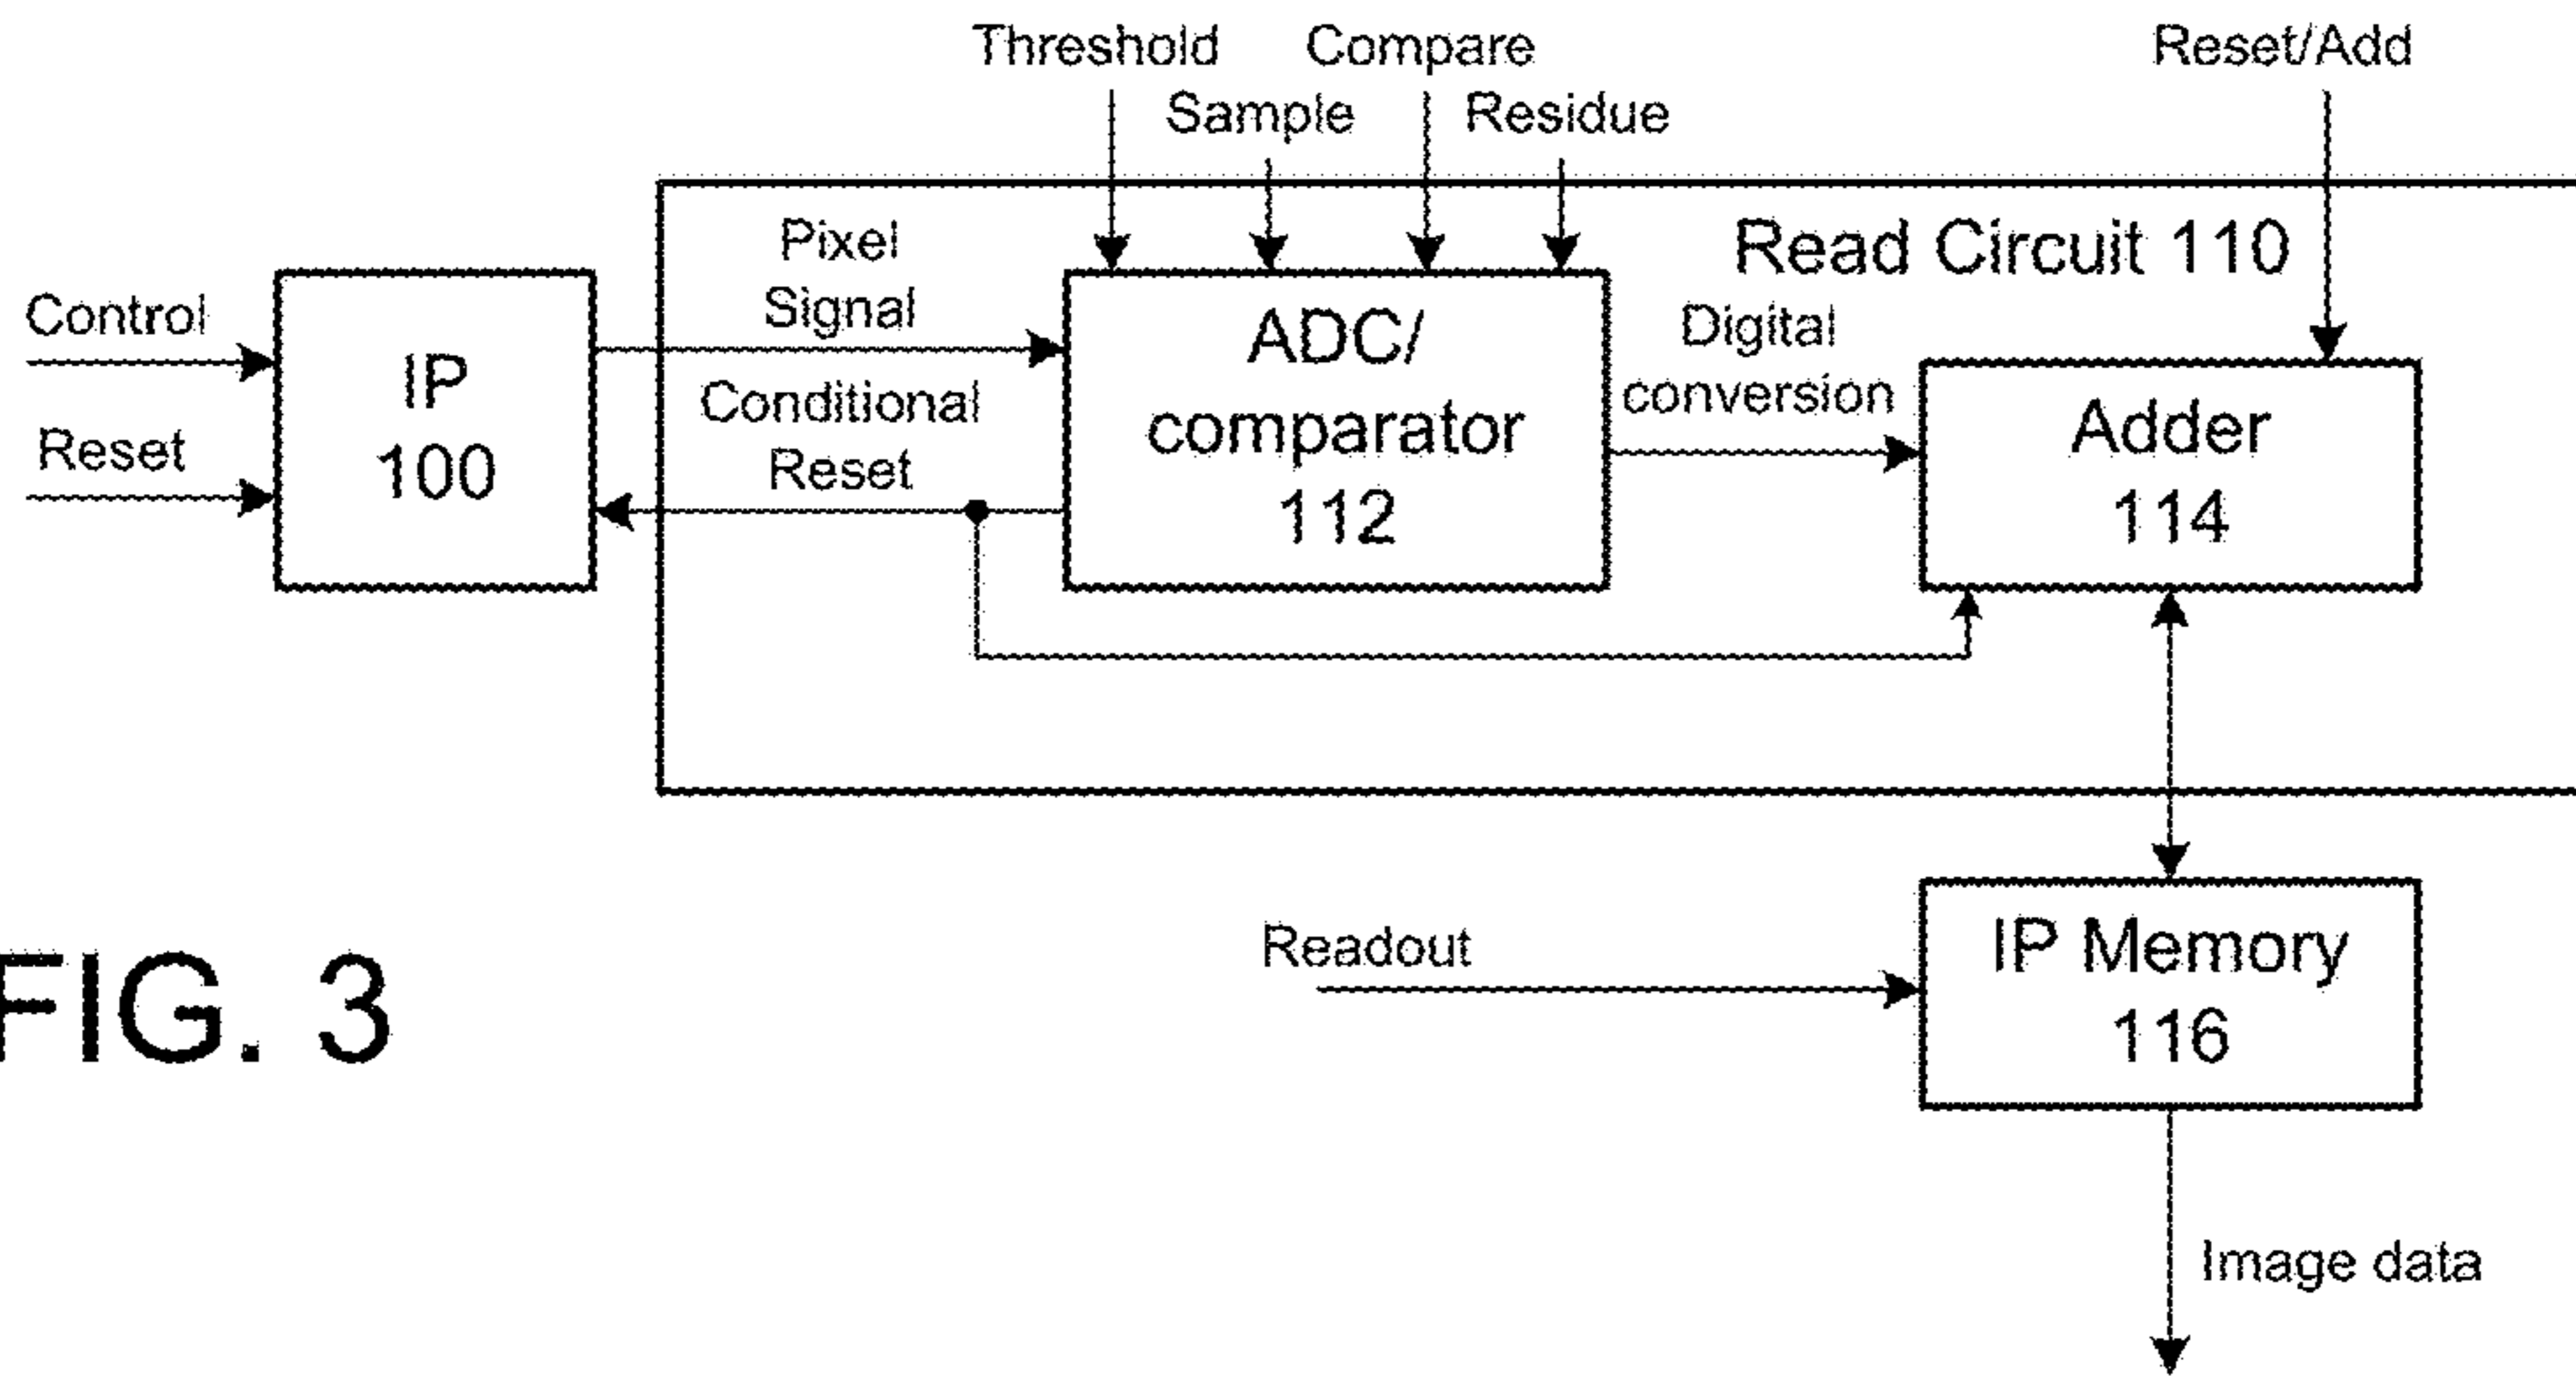 Threshold
Compare
Reset/Add
Sample
Residue
Read Circuit 110
Pixel
Signal
Control
IP
100
Reset
ADC/
comparator
112
Digital
conversion
Conditional
Reset
Adder
114
Readout
IP Memory
116
FIG. 3
Image data